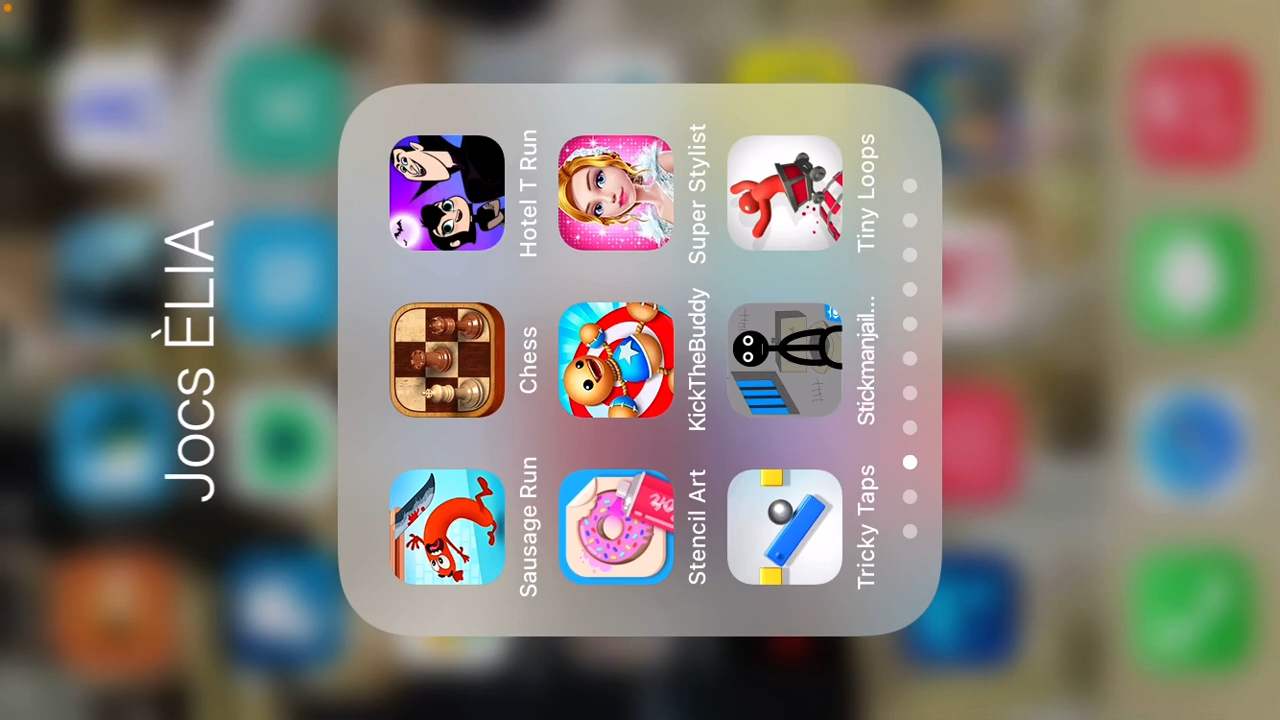 Jocs ÈLIA
Sausage Run
Chess
Hotel T Run
Stencil Art
KickTheBuddy
Super Stylist
Tricky Taps
Stickmanjail...
Tiny Loops